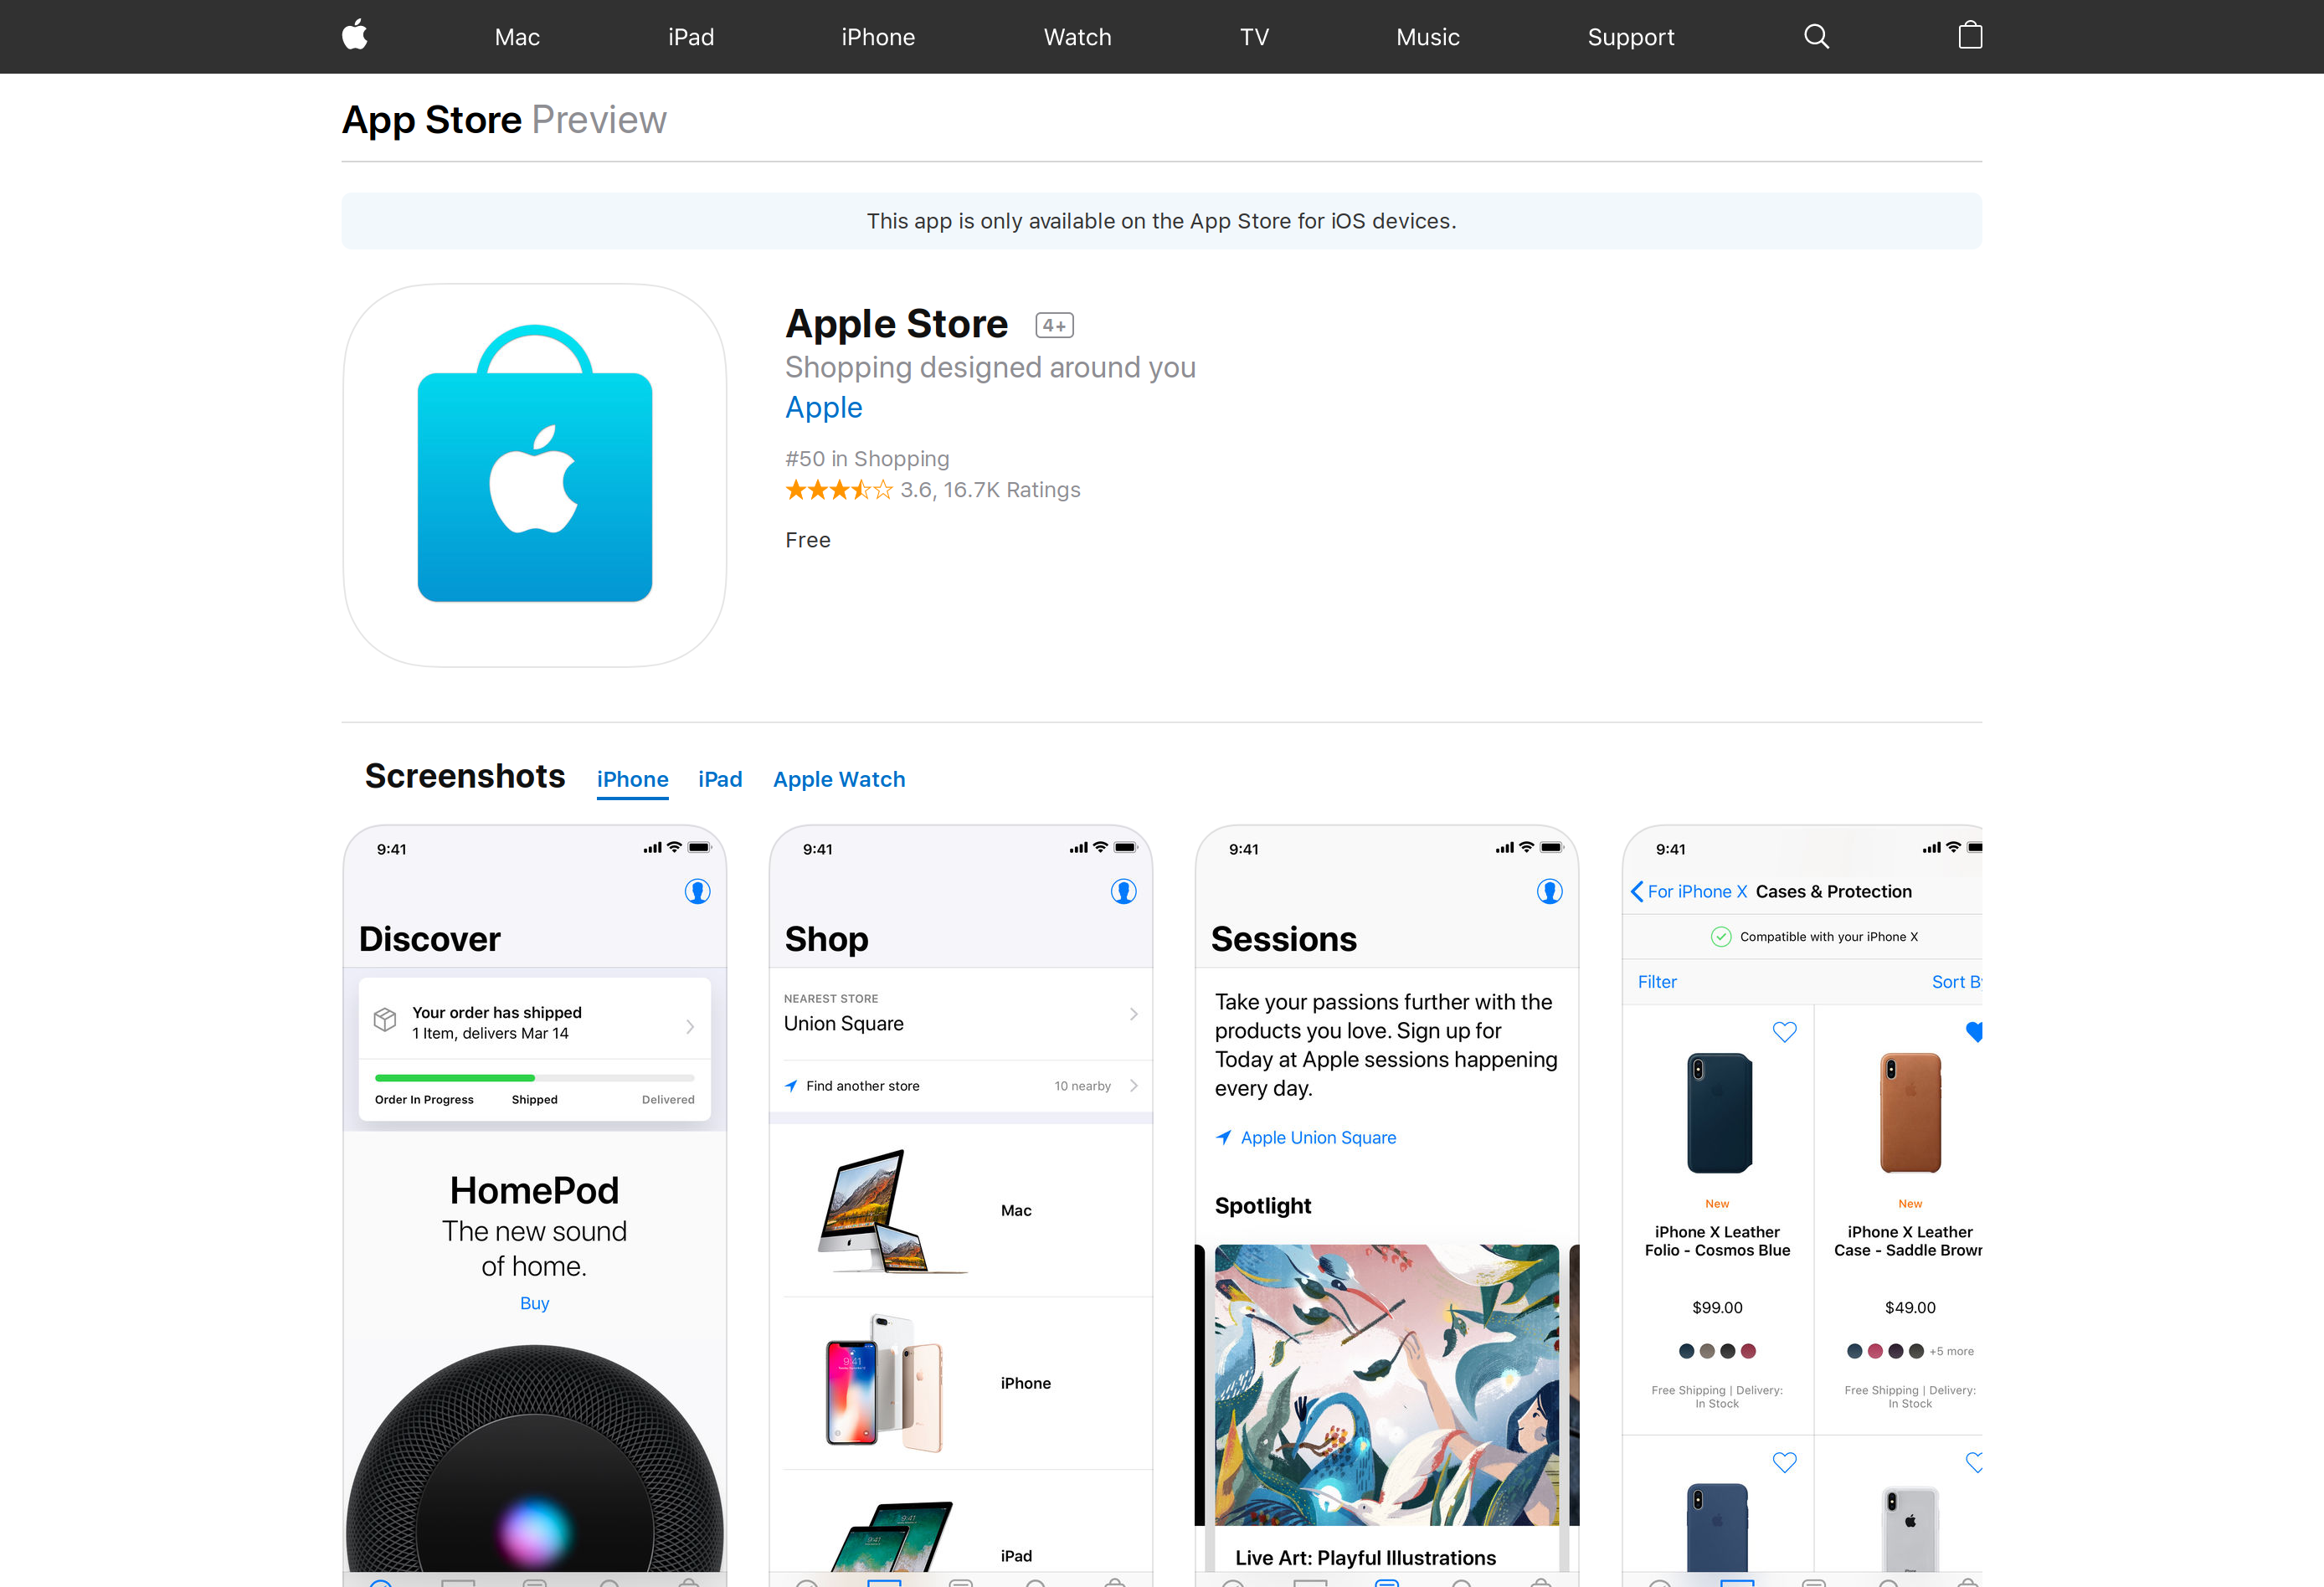 Mac iPad iPhone Watch TV Music Support
App Store Preview
This app is only available on the App Store for iOS devices.
Apple Store 4+
Shopping designed around you
Apple
#50 in Shopping
3.6, 16.7K Ratings
Free
Screenshots iPhone iPad Apple Watch
9:41
Discover
Your order has shipped
1 Item, delivers Mar 14
Order In Progress Shipped Delivered
HomePod
The new sound
of home.
Buy
9:41
Shop
NEAREST STORE
Union Square
Find another store 10 nearby
Mac
9:41
iPhone
9:41
9:41
iPad
9:41
Sessions
Take your passions further with the
products you love. Sign up for
Today at Apple sessions happening
every day.
Apple Union Square
Spotlight
Live Art: Playful Illustrations
9:41
For iPhone X Cases & Protection
Compatible with your iPhone X
Filter Sort B
New
iPhone X Leather
Folio - Cosmos Blue
$99.00
Free Shipping | Delivery:
In Stock
New
iPhone X Leather
Case - Saddle Brown
$49.00
+5 more
Free Shipping | Delivery:
In Stock